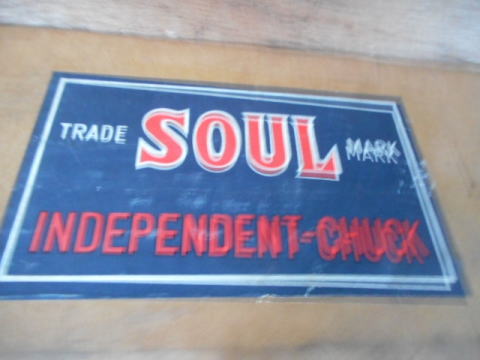 TRADE SOUL MARK
INDEPENDENT-CHUCK